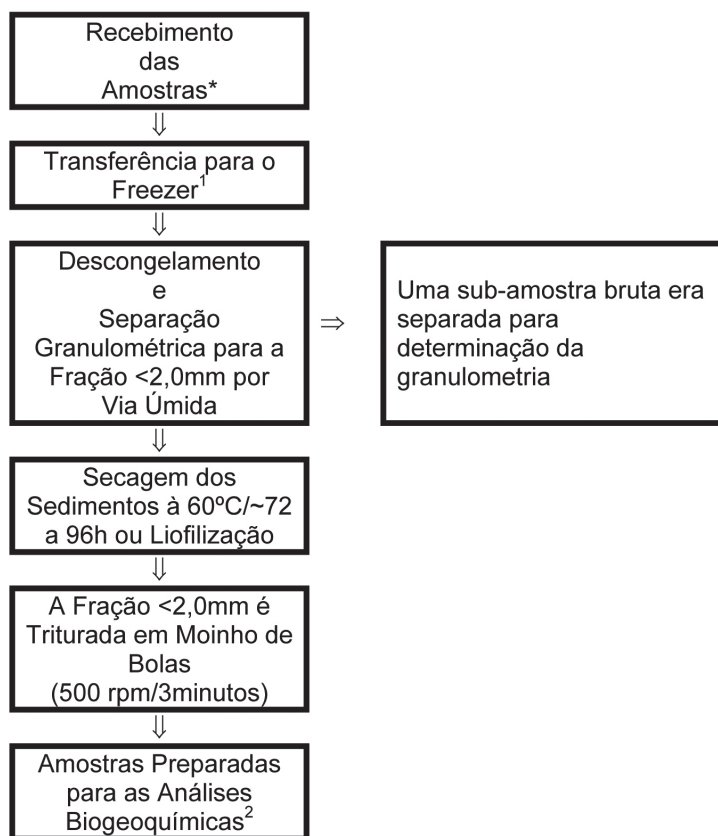 Recebimento
das
Amostras*
⇓
Transferência para o
Freezer¹
⇓
Descongelamento
e
Separação
Granulométrica para a
Fração <2,0mm por
Via Úmida
⇒
Uma sub-amostra bruta era
separada para
determinação da
granulometria
⇓
Secagem dos
Sedimentos à 60ºC/~72
a 96h ou Liofilização
⇓
A Fração <2,0mm é
Triturada em Moinho de
Bolas
(500 rpm/3minutos)
⇓
Amostras Preparadas
para as Análises
Biogeoquímicas²